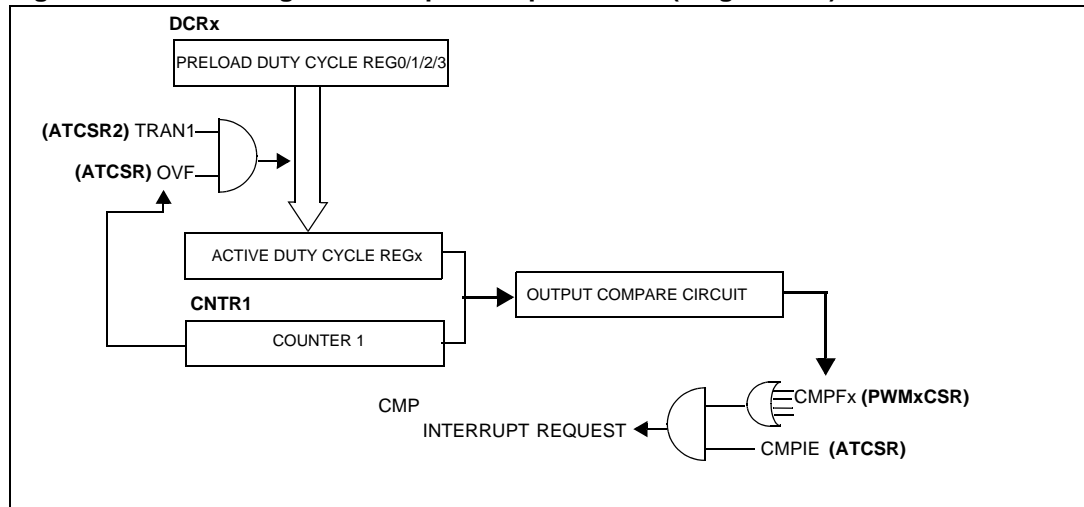 DCRx
PRELOAD DUTY CYCLE REG0/1/2/3
(ATCSR2) TRAN1
(ATCSR) OVF
ACTIVE DUTY CYCLE REGx
CNTR1
OUTPUT COMPARE CIRCUIT
COUNTER 1
CMPFx (PWMxCSR)
CMP
INTERRUPT REQUEST
CMPIE (ATCSR)